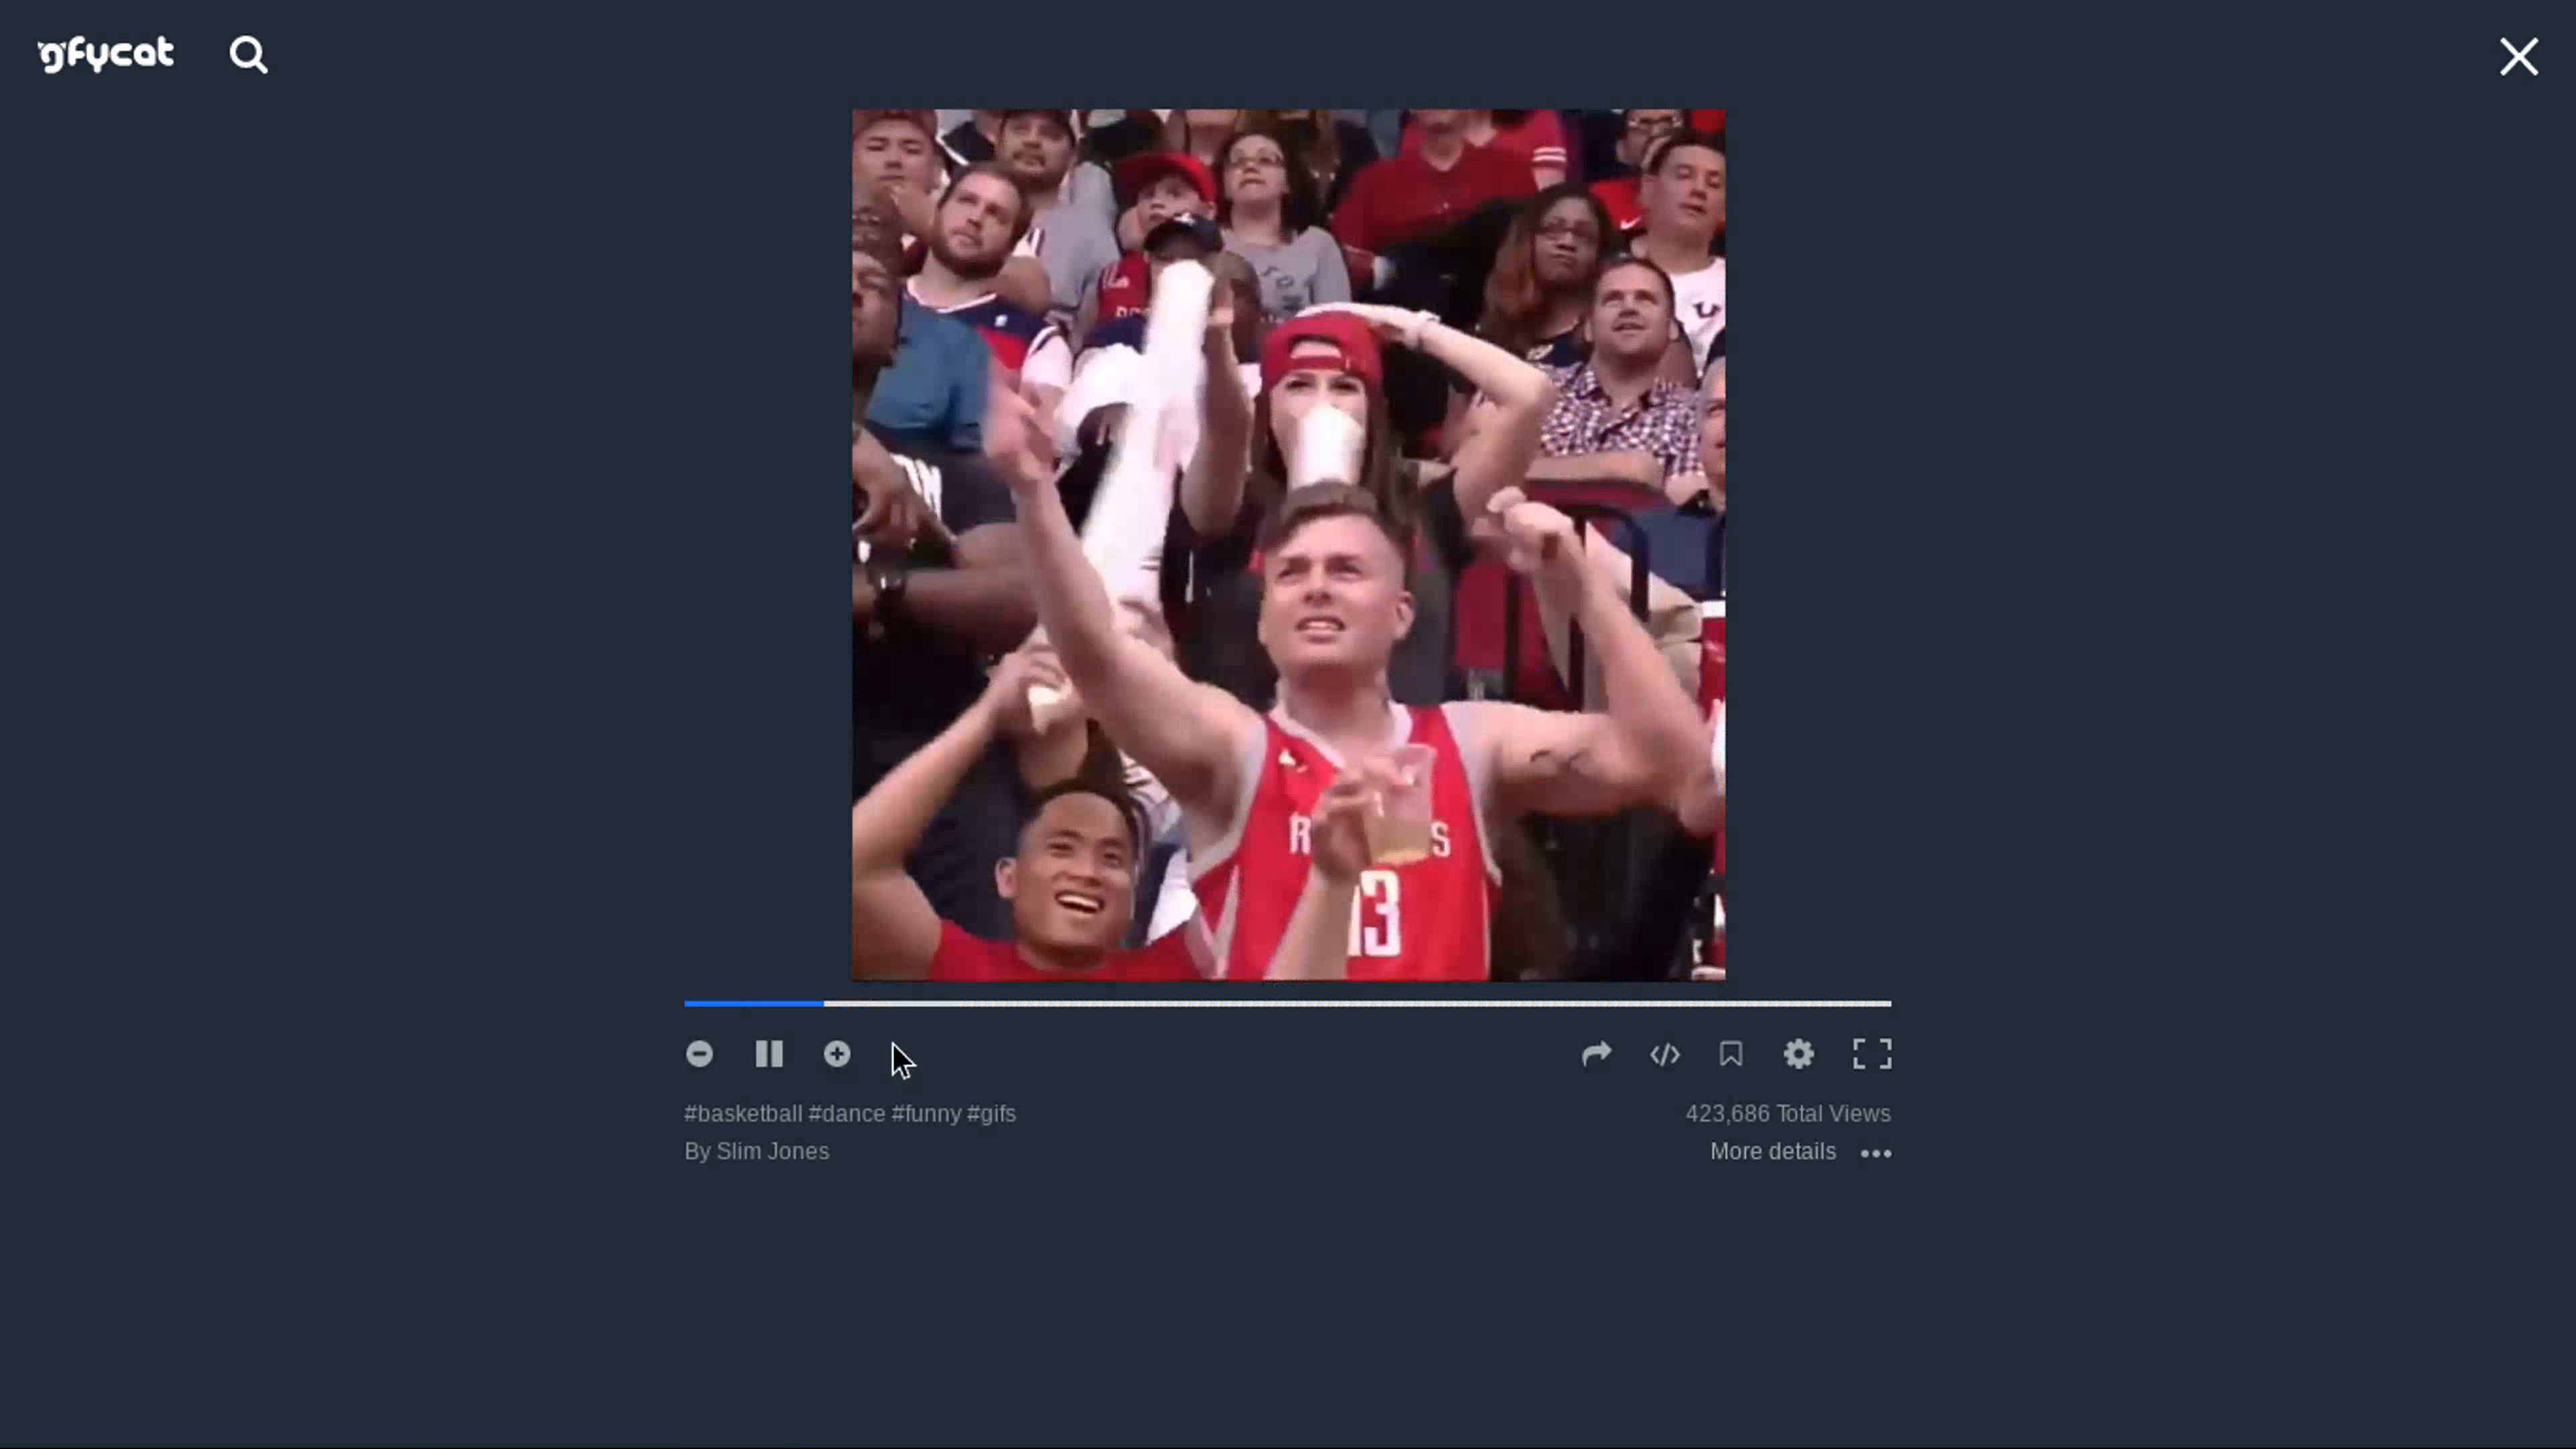 gfycat
13
#basketball #dance #funny #gifs
423,686 Total Views
By Slim Jones
More details